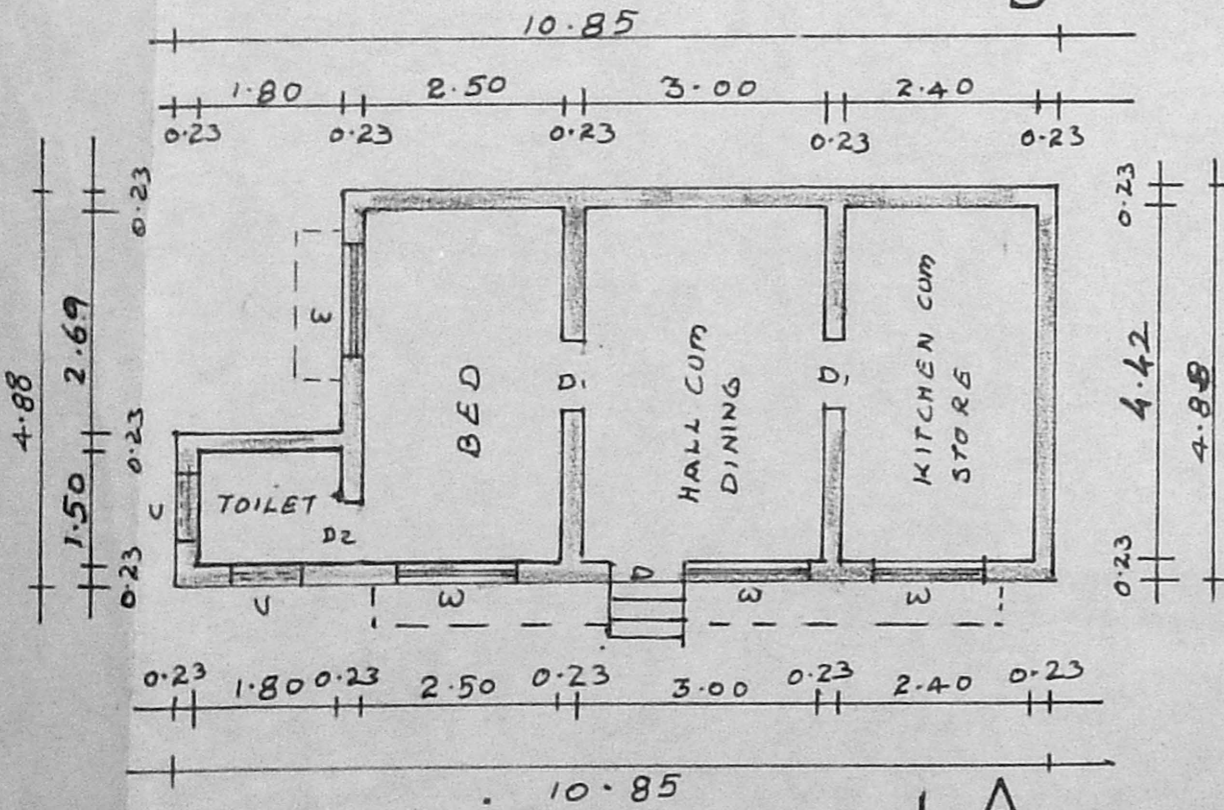 10.85
1.80 2.50 3.00 2.40
0.23 0.23 0.23 0.23 0.23
4.88
0.23
2.69
0.23
1.50
0.23
0.23
4.42
0.23
4.88
W
BED
D
HALL CUM
DINING
D
KITCHEN CUM
STORE
TOILET
D2
V
V
W
D
W
W
0.23 1.80 0.23 2.50 0.23 3.00 0.23 2.40 0.23
10.85
A